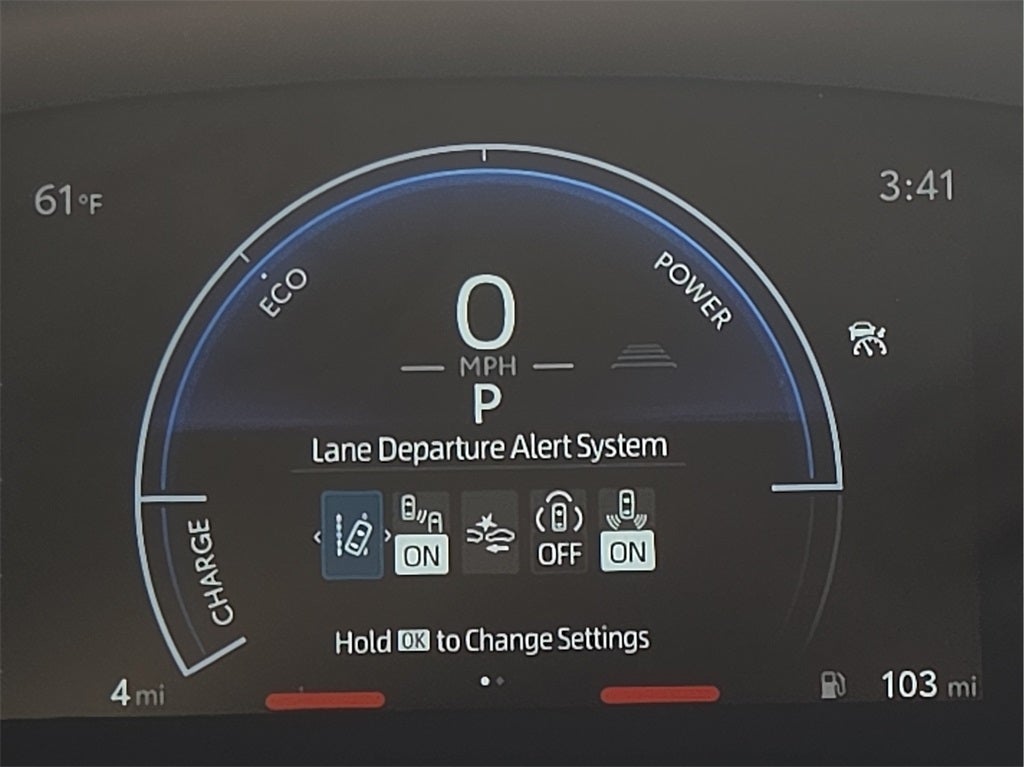 61°F
3:41
ECO
POWER
0
MPH
P
Lane Departure Alert System
ON
OFF
ON
CHARGE
Hold OK to Change Settings
4 mi
103 mi